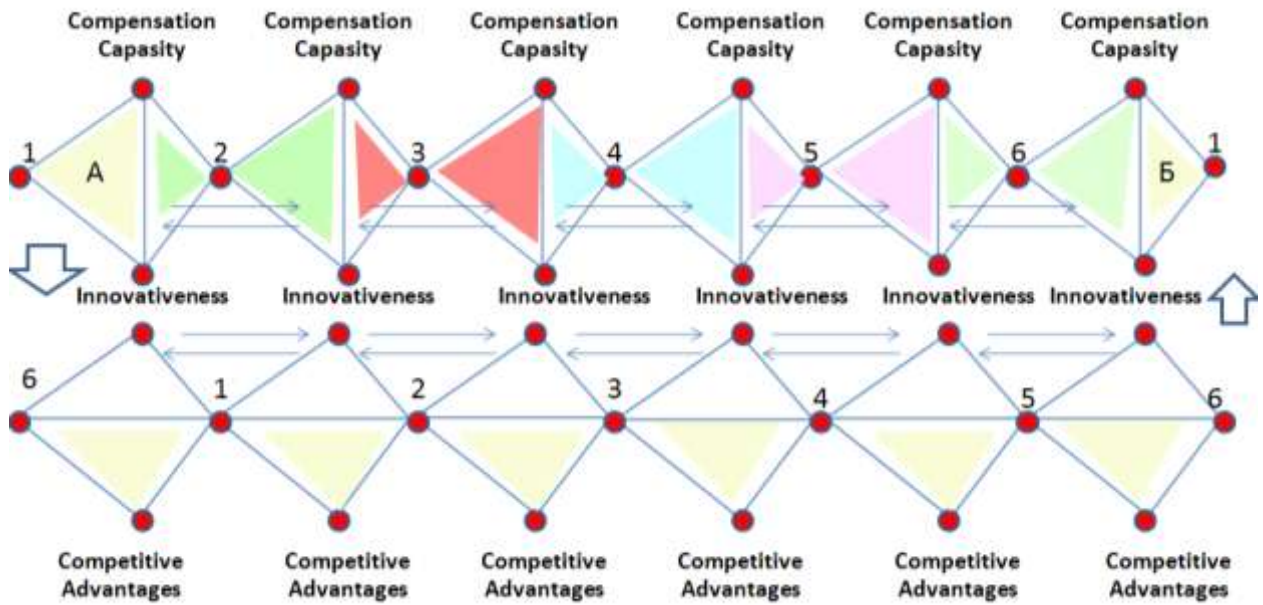 Compensation Compensation Compensation Compensation Compensation Compensation
Capasity Capasity Capasity Capasity Capasity Capasity
1 2 3 4 5 6 1
А Б
Innovativeness Innovativeness Innovativeness Innovativeness Innovativeness Innovativeness
6 1 2 3 4 5 6
Competitive Competitive Competitive Competitive Competitive Competitive
Advantages Advantages Advantages Advantages Advantages Advantages